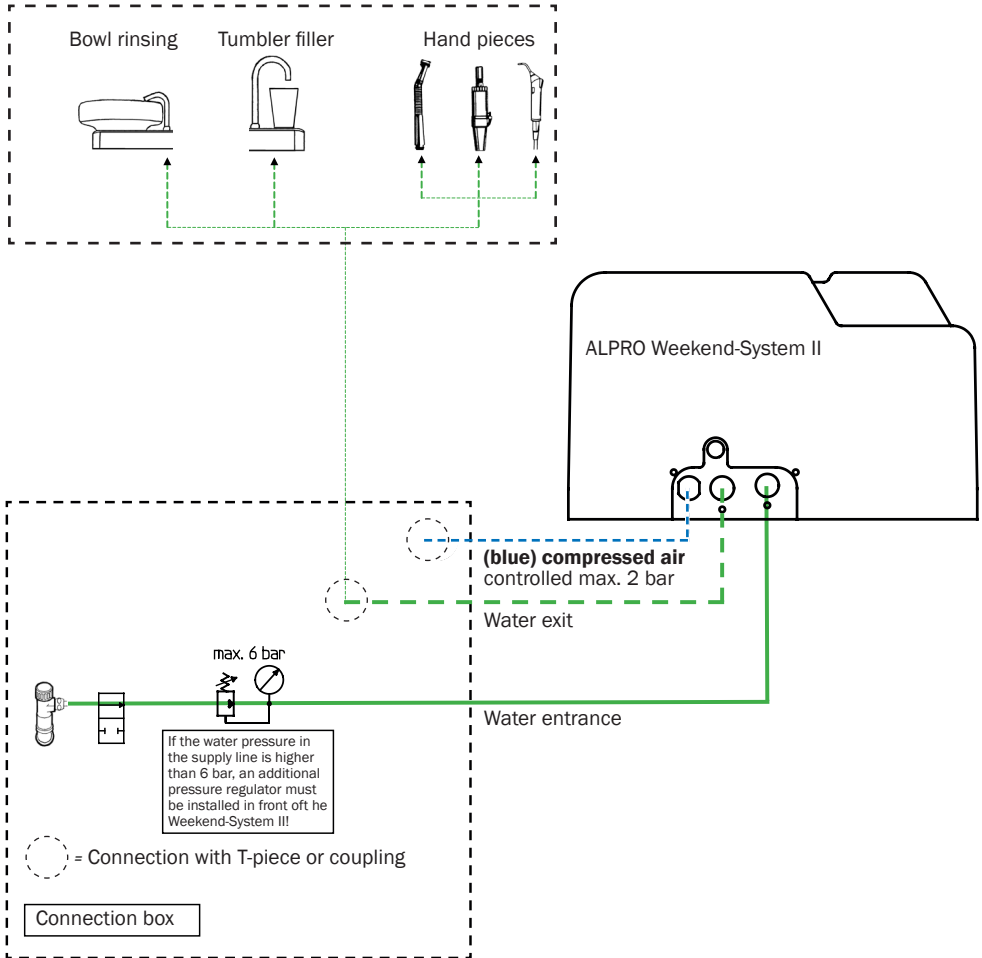 Bowl rinsing
Tumbler filler
Hand pieces
ALPRO Weekend-System II
(blue) compressed air
controlled max. 2 bar
Water exit
max. 6 bar
Water entrance
If the water pressure in
the supply line is higher
than 6 bar, an additional
pressure regulator must
be installed in front oft he
Weekend-System II!
= Connection with T-piece or coupling
Connection box